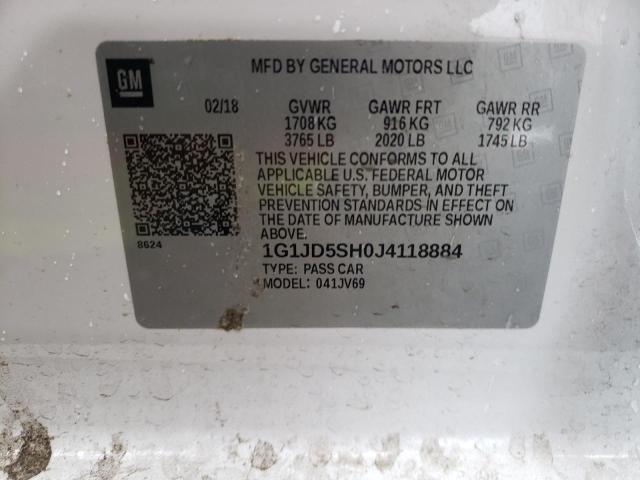 GM
MFD BY GENERAL MOTORS LLC
02/18 GVWR GAWR FRT GAWR RR
1708 KG 916 KG 792 KG
3765 LB 2020 LB 1745 LB
THIS VEHICLE CONFORMS TO ALL
APPLICABLE U.S. FEDERAL MOTOR
VEHICLE SAFETY, BUMPER, AND THEFT
PREVENTION STANDARDS IN EFFECT ON
THE DATE OF MANUFACTURE SHOWN
ABOVE.
8624
1G1JD5SH0J4118884
TYPE: PASS CAR
MODEL: 041JV69